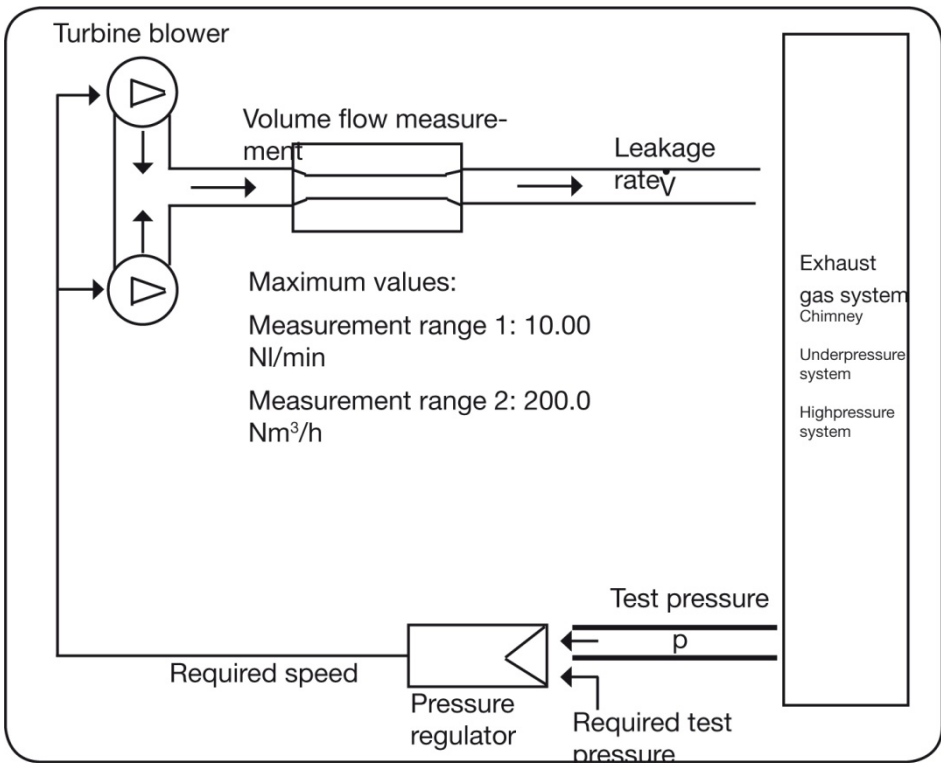 Turbine blower
Volume flow measure-
ment
Leakage
rate V̇
Maximum values:
Measurement range 1: 10.00
Nl/min
Measurement range 2: 200.0
Nm³/h
Exhaust
gas system
Chimney
Underpressure
system
Highpressure
system
Test pressure
p
Required speed
Pressure
regulator
Required test
pressure